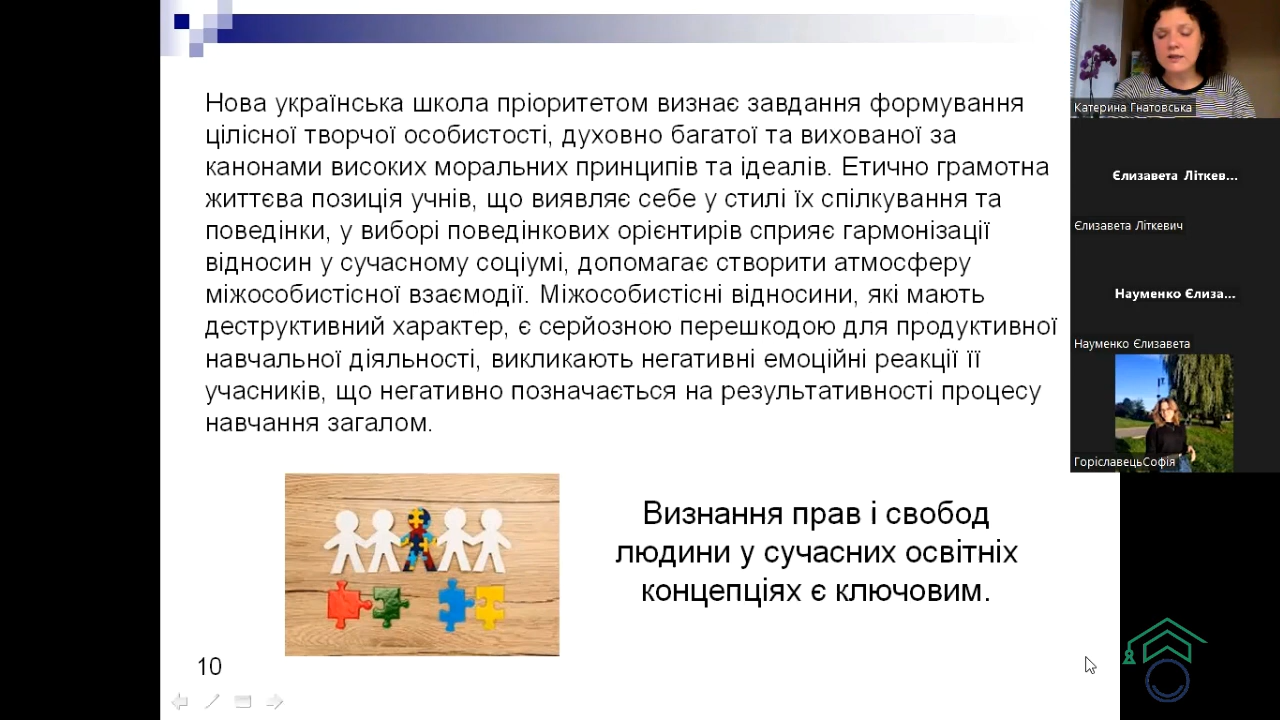 Нова українська школа пріоритетом визнає завдання формування
цілісної творчої особистості, духовно багатої та вихованої за
канонами високих моральних принципів та ідеалів. Етично грамотна
життєва позиція учнів, що виявляє себе у стилі їх спілкування та
поведінки, у виборі поведінкових орієнтирів сприяє гармонізації
відносин у сучасному соціумі, допомагає створити атмосферу
міжособистісної взаємодії. Міжособистісні відносини, які мають
деструктивний характер, є серйозною перешкодою для продуктивної
навчальної діяльності, викликають негативні емоційні реакції її
учасників, що негативно позначається на результативності процесу
навчання загалом.
Визнання прав і свобод
людини у сучасних освітніх
концепціях є ключовим.
10
Катерина Гнатовська
Єлизавета Літкев...
Єлизавета Літкевич
Науменко Єлиза...
Науменко Єлизавета
ГоріславецьСофія